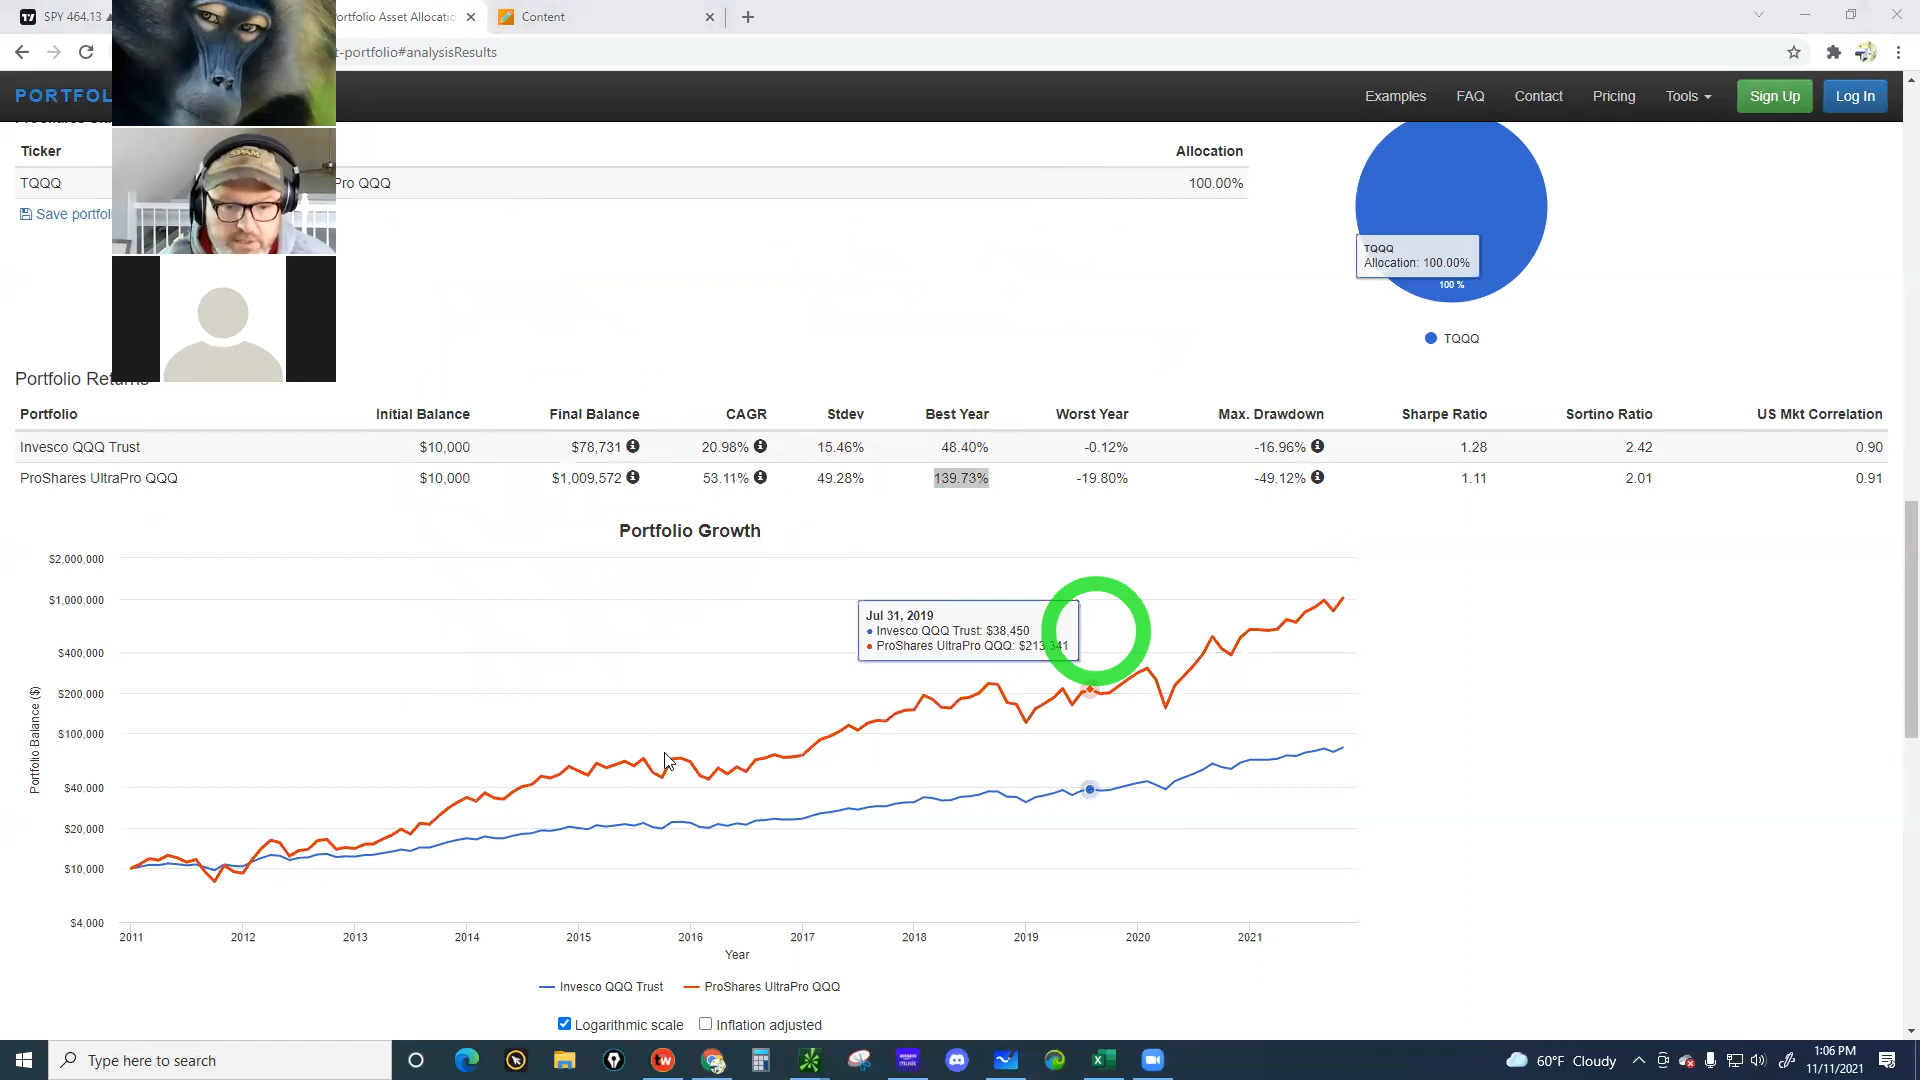 SPY 464.13
Portfolio Asset Allocatio
Content
t-portfolio#analysisResults
PORTFOL
Examples
FAQ
Contact
Pricing
Tools
Sign Up
Log In
Ticker
Allocation
TQQQ
Pro QQQ
100.00%
Save portfoli
TQQQ
Allocation: 100.00%
100 %
TQQQ
Portfolio Returns
Portfolio Initial Balance Final Balance CAGR Stdev Best Year Worst Year Max. Drawdown Sharpe Ratio Sortino Ratio US Mkt Correlation
Invesco QQQ Trust $10,000 $78,731 20.98% 15.46% 48.40% -0.12% -16.96% 1.28 2.42 0.90
ProShares UltraPro QQQ $10,000 $1,009,572 53.11% 49.28% 139.73% -19.80% -49.12% 1.11 2.01 0.91
Portfolio Growth
$2,000,000
$1,000,000
$400,000
$200,000
$100,000
$40,000
$20,000
$10,000
$4,000
Portfolio Balance ($)
Jul 31, 2019
Invesco QQQ Trust: $38,450
ProShares UltraPro QQQ: $213,341
2011 2012 2013 2014 2015 2016 2017 2018 2019 2020 2021
Year
Invesco QQQ Trust ProShares UltraPro QQQ
Logarithmic scale Inflation adjusted
Type here to search
60°F Cloudy
1:06 PM
11/11/2021